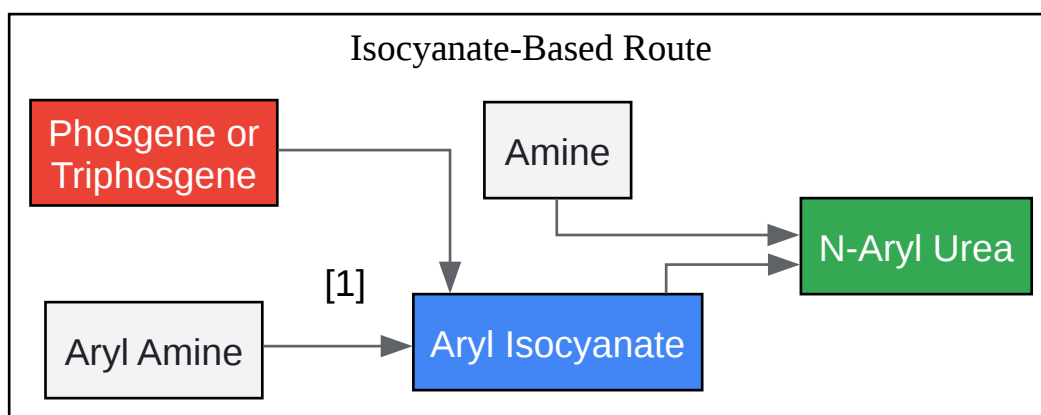 Isocyanate-Based Route
Phosgene or
Triphosgene
Amine
N-Aryl Urea
[1]
Aryl Amine
Aryl Isocyanate